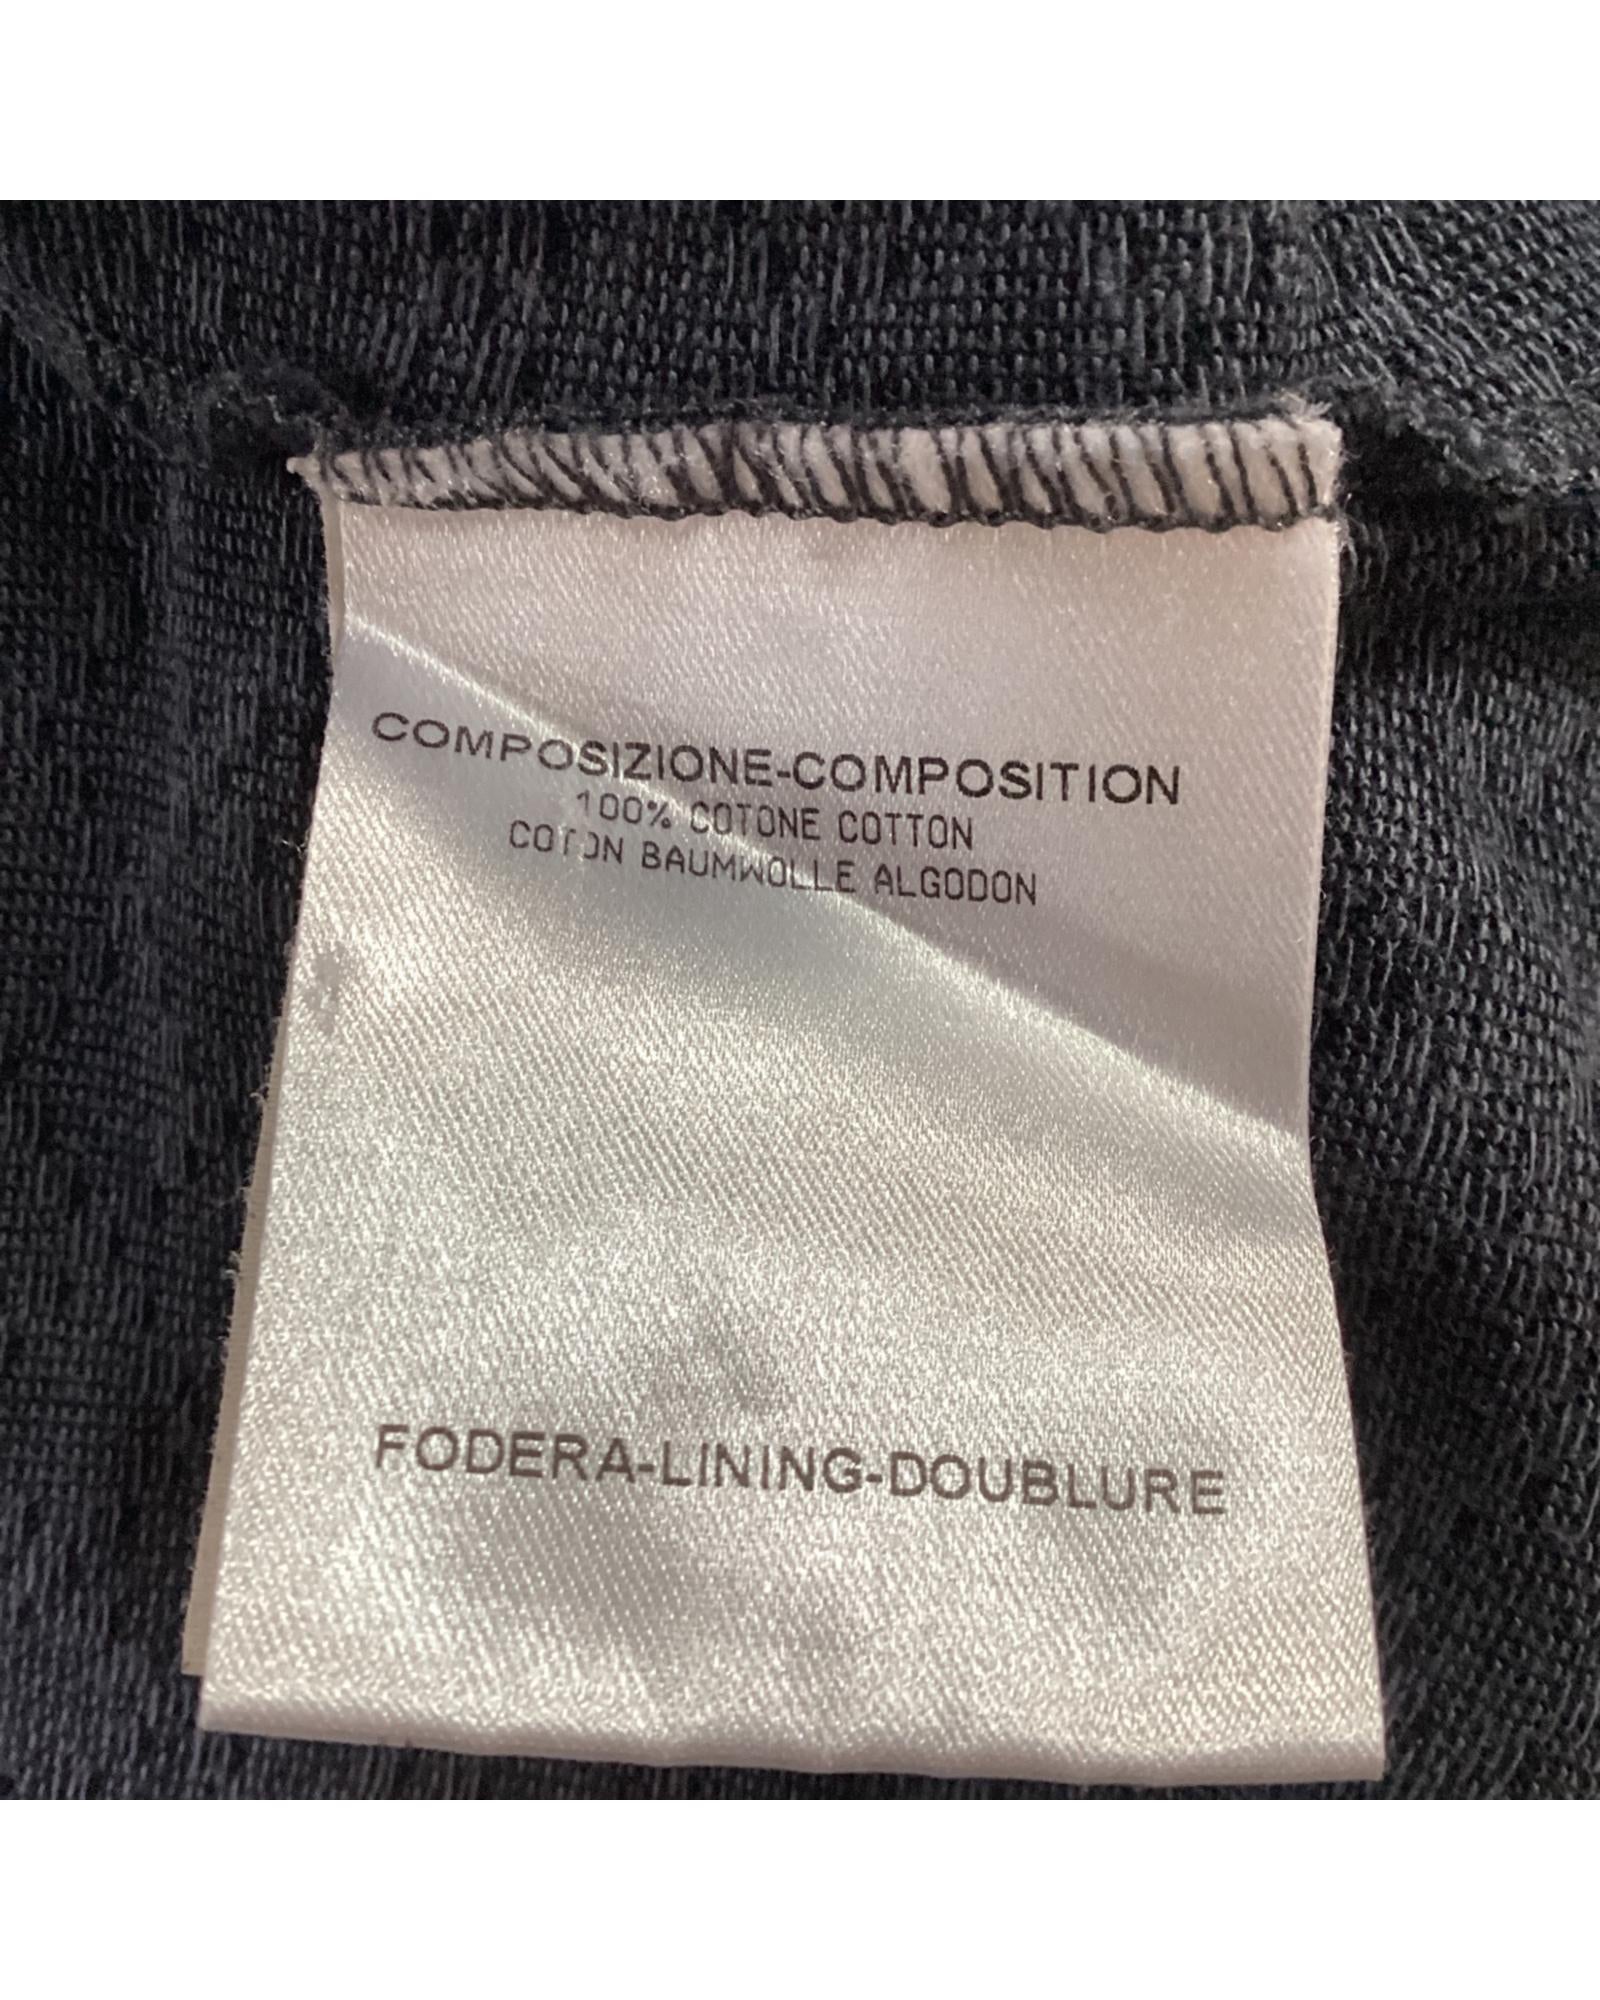 COMPOSIZIONE-COMPOSITION
100% COTONE COTTON
COTON BAUMWOLLE ALGODON
FODERA-LINING-DOUBLURE